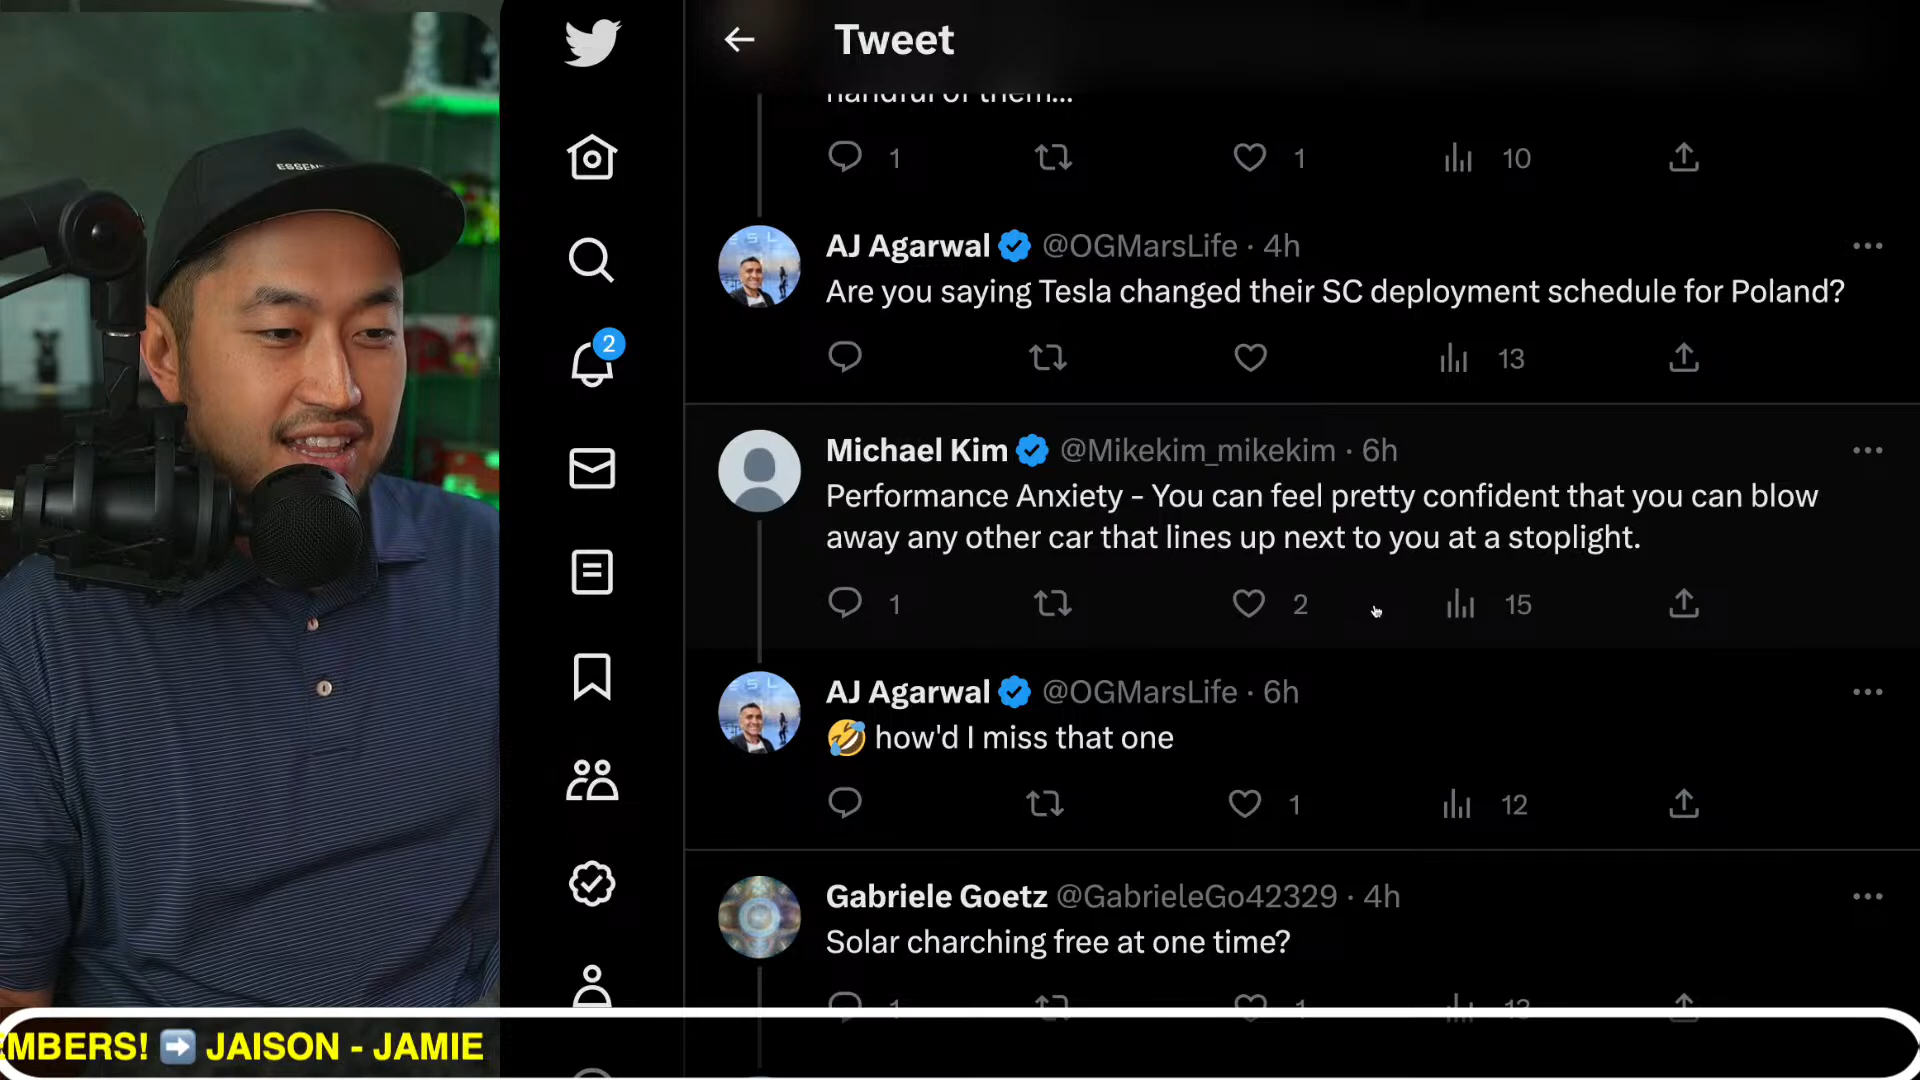 Tweet
handful of them...
1
1
10
AJ Agarwal @OGMarsLife · 4h
Are you saying Tesla changed their SC deployment schedule for Poland?
13
2
Michael Kim @Mikekim_mikekim · 6h
Performance Anxiety - You can feel pretty confident that you can blow
away any other car that lines up next to you at a stoplight.
1
2
15
AJ Agarwal @OGMarsLife · 6h
🤣 how'd I miss that one
1
12
Gabriele Goetz @GabrieleGo42329 · 4h
Solar charching free at one time?
1
1
13
MBERS! ➡️ JAISON - JAMIE